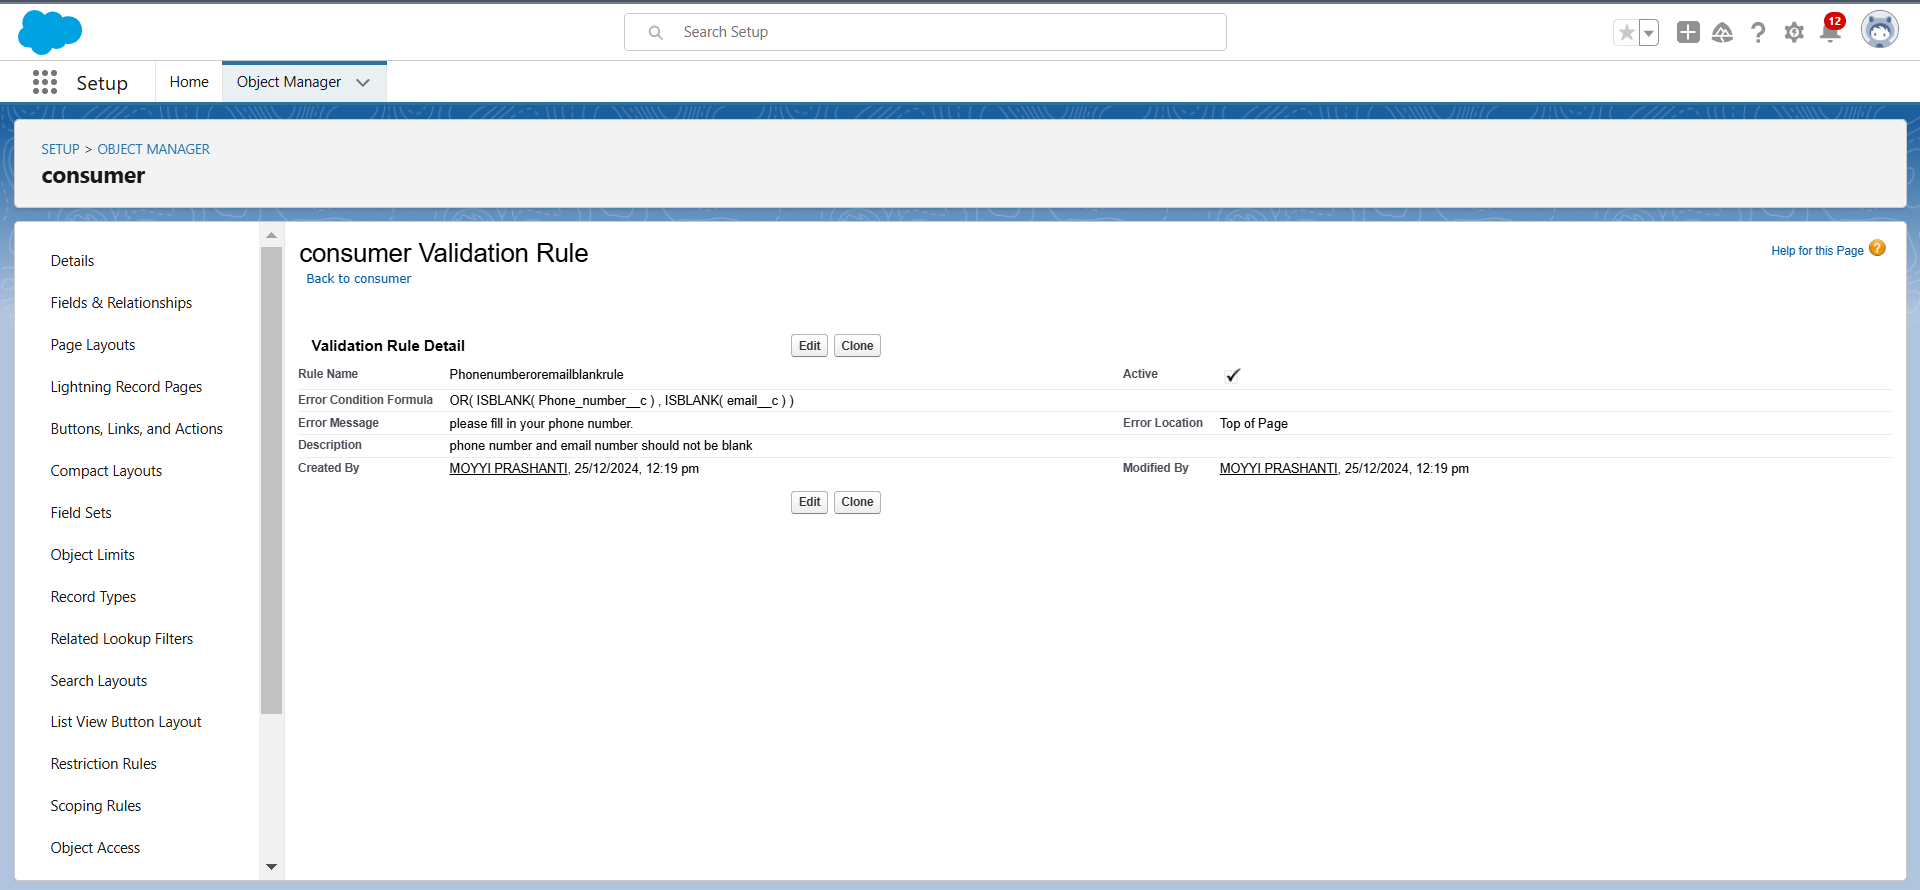 Search Setup
12
Setup
Home
Object Manager
SETUP > OBJECT MANAGER
consumer
Details
Fields & Relationships
Page Layouts
Lightning Record Pages
Buttons, Links, and Actions
Compact Layouts
Field Sets
Object Limits
Record Types
Related Lookup Filters
Search Layouts
List View Button Layout
Restriction Rules
Scoping Rules
Object Access
consumer Validation Rule
Help for this Page ?
Back to consumer
Validation Rule Detail
Edit Clone
Rule Name Phonenumberoremailblankrule Active
Error Condition Formula OR( ISBLANK( Phone_number__c ) , ISBLANK( email__c ) )
Error Message please fill in your phone number. Error Location Top of Page
Description phone number and email number should not be blank
Created By MOYYI PRASHANTI, 25/12/2024, 12:19 pm Modified By MOYYI PRASHANTI, 25/12/2024, 12:19 pm
Edit Clone